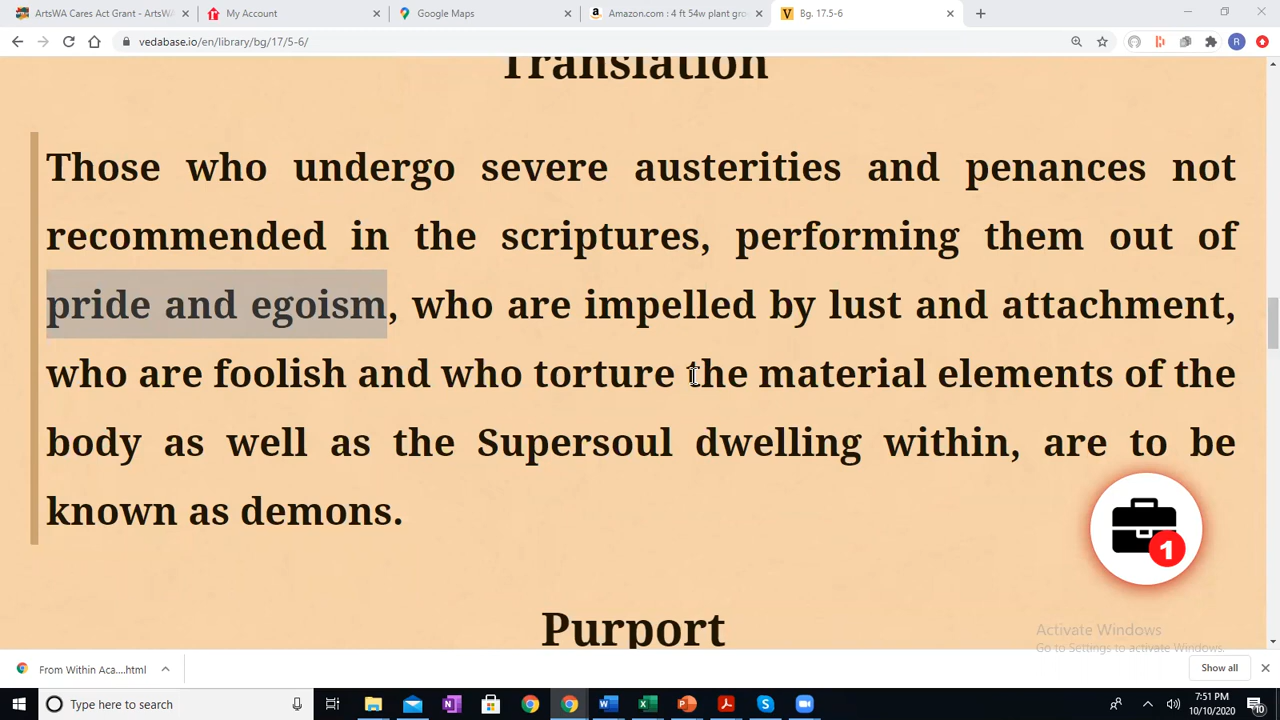 ArtsWA Cares Act Grant - ArtsWA
My Account
Google Maps
Amazon.com : 4 ft 54w plant gro
V Bg. 17.5-6
vedabase.io/en/library/bg/17/5-6/
R
Translation
Those who undergo severe austerities and penances not
recommended in the scriptures, performing them out of
pride and egoism, who are impelled by lust and attachment,
who are foolish and who torture the material elements of the
body as well as the Supersoul dwelling within, are to be
known as demons.
1
Purport
Activate Windows
Go to Settings to activate Windows.
From Within Aca....html
Show all
Type here to search
7:51 PM
10/10/2020
10